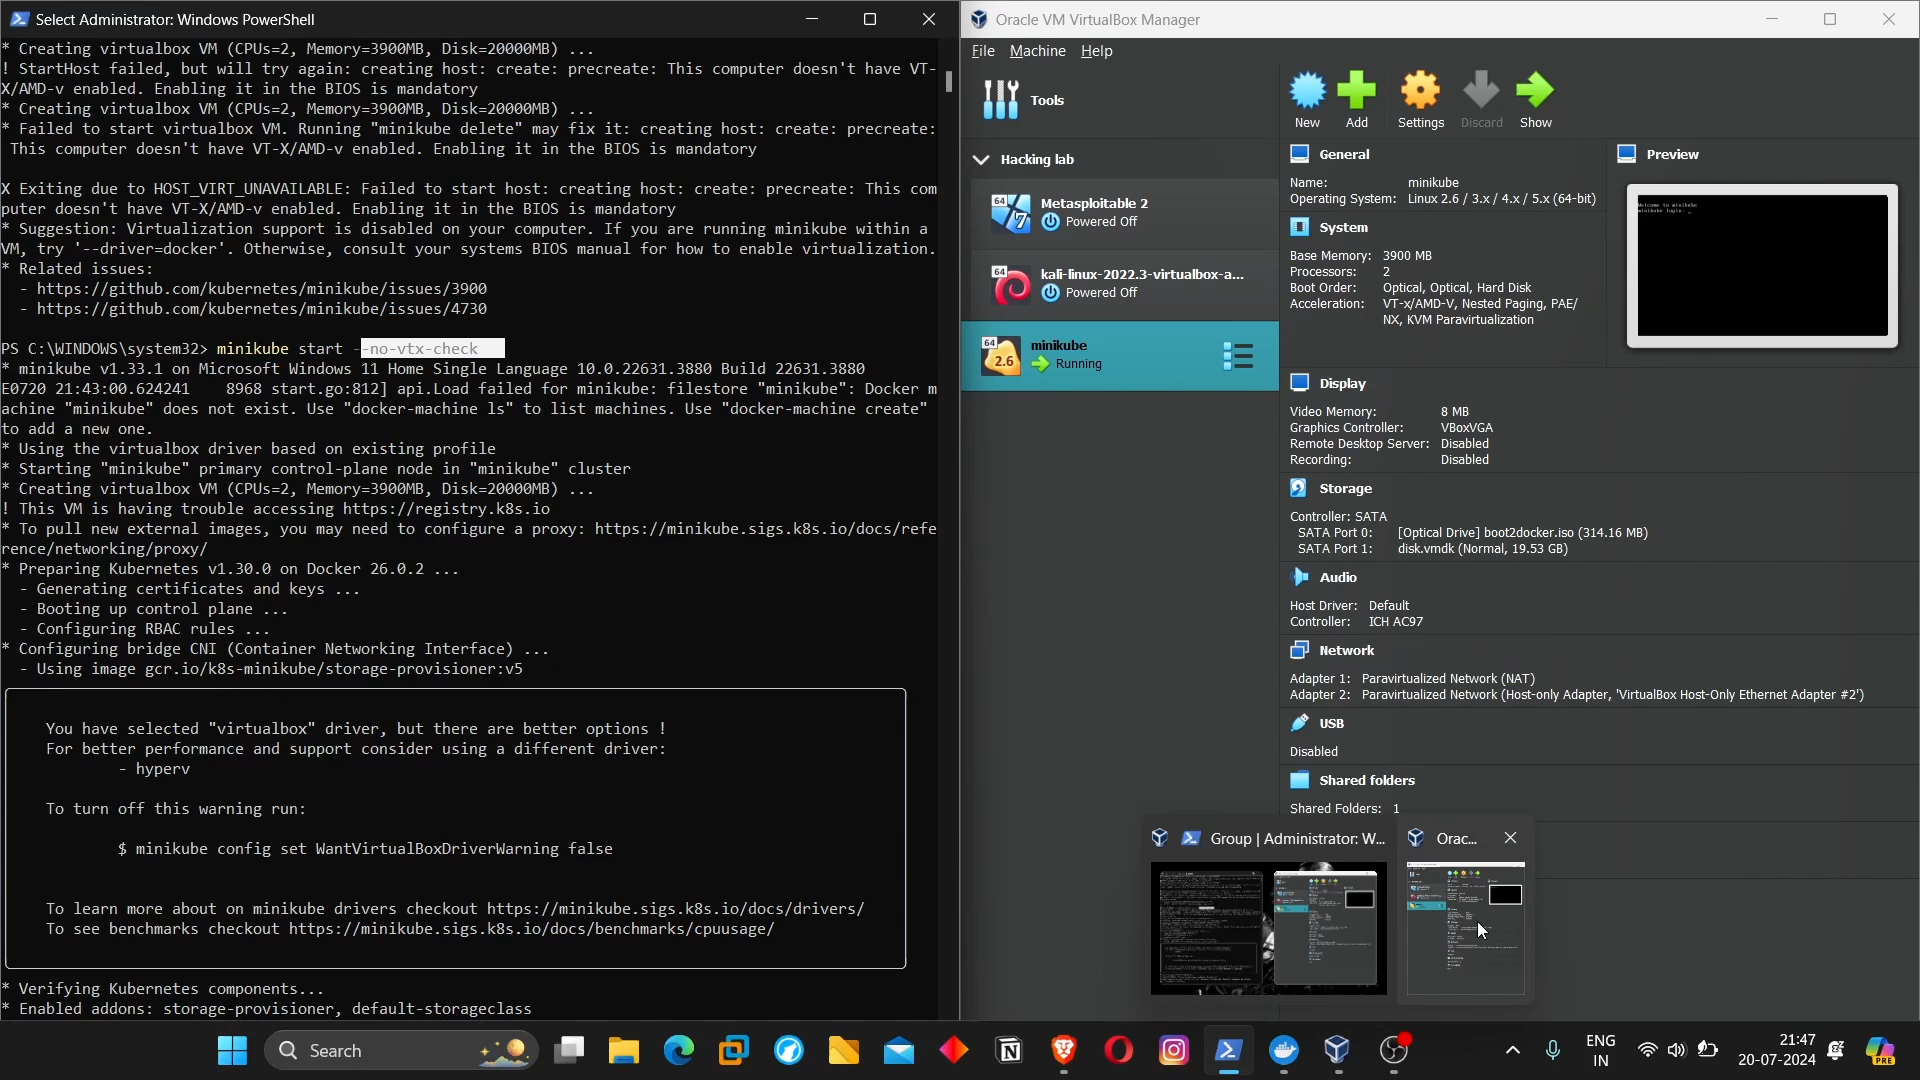 Select Administrator: Windows PowerShell
* Creating virtualbox VM (CPUs=2, Memory=3900MB, Disk=20000MB) ...
! StartHost failed, but will try again: creating host: create: precreate: This computer doesn't have VT-
X/AMD-v enabled. Enabling it in the BIOS is mandatory
* Creating virtualbox VM (CPUs=2, Memory=3900MB, Disk=20000MB) ...
* Failed to start virtualbox VM. Running "minikube delete" may fix it: creating host: create: precreate:
This computer doesn't have VT-X/AMD-v enabled. Enabling it in the BIOS is mandatory
X Exiting due to HOST_VIRT_UNAVAILABLE: Failed to start host: creating host: create: precreate: This com
puter doesn't have VT-X/AMD-v enabled. Enabling it in the BIOS is mandatory
* Suggestion: Virtualization support is disabled on your computer. If you are running minikube within a
VM, try '--driver=docker'. Otherwise, consult your systems BIOS manual for how to enable virtualization.
* Related issues:
- https://github.com/kubernetes/minikube/issues/3900
- https://github.com/kubernetes/minikube/issues/4730
PS C:\WINDOWS\system32> minikube start --no-vtx-check
* minikube v1.33.1 on Microsoft Windows 11 Home Single Language 10.0.22631.3880 Build 22631.3880
E0720 21:43:00.624241    8968 start.go:812] api.Load failed for minikube: filestore "minikube": Docker m
achine "minikube" does not exist. Use "docker-machine ls" to list machines. Use "docker-machine create"
to add a new one.
* Using the virtualbox driver based on existing profile
* Starting "minikube" primary control-plane node in "minikube" cluster
* Creating virtualbox VM (CPUs=2, Memory=3900MB, Disk=20000MB) ...
! This VM is having trouble accessing https://registry.k8s.io
* To pull new external images, you may need to configure a proxy: https://minikube.sigs.k8s.io/docs/refe
rence/networking/proxy/
* Preparing Kubernetes v1.30.0 on Docker 26.0.2 ...
- Generating certificates and keys ...
- Booting up control plane ...
- Configuring RBAC rules ...
* Configuring bridge CNI (Container Networking Interface) ...
- Using image gcr.io/k8s-minikube/storage-provisioner:v5
You have selected "virtualbox" driver, but there are better options !
For better performance and support consider using a different driver:
- hyperv
To turn off this warning run:
$ minikube config set WantVirtualBoxDriverWarning false
To learn more about on minikube drivers checkout https://minikube.sigs.k8s.io/docs/drivers/
To see benchmarks checkout https://minikube.sigs.k8s.io/docs/benchmarks/cpuusage/
* Verifying Kubernetes components...
* Enabled addons: storage-provisioner, default-storageclass
Oracle VM VirtualBox Manager
File Machine Help
Tools
New Add Settings Discard Show
Hacking lab
64 7 Metasploitable 2
Powered Off
64 kali-linux-2022.3-virtualbox-a...
Powered Off
64 2.6 minikube
Running
General
Name: minikube
Operating System: Linux 2.6 / 3.x / 4.x / 5.x (64-bit)
System
Base Memory: 3900 MB
Processors: 2
Boot Order: Optical, Optical, Hard Disk
Acceleration: VT-x/AMD-V, Nested Paging, PAE/
NX, KVM Paravirtualization
Preview
Welcome to minikube
minikube login: _
Display
Video Memory: 8 MB
Graphics Controller: VBoxVGA
Remote Desktop Server: Disabled
Recording: Disabled
Storage
Controller: SATA
SATA Port 0: [Optical Drive] boot2docker.iso (314.16 MB)
SATA Port 1: disk.vmdk (Normal, 19.53 GB)
Audio
Host Driver: Default
Controller: ICH AC97
Network
Adapter 1: Paravirtualized Network (NAT)
Adapter 2: Paravirtualized Network (Host-only Adapter, 'VirtualBox Host-Only Ethernet Adapter #2')
USB
Disabled
Shared folders
Shared Folders: 1
Group | Administrator: W...
Orac...
Search
ENG
IN
21:47
20-07-2024
PRE